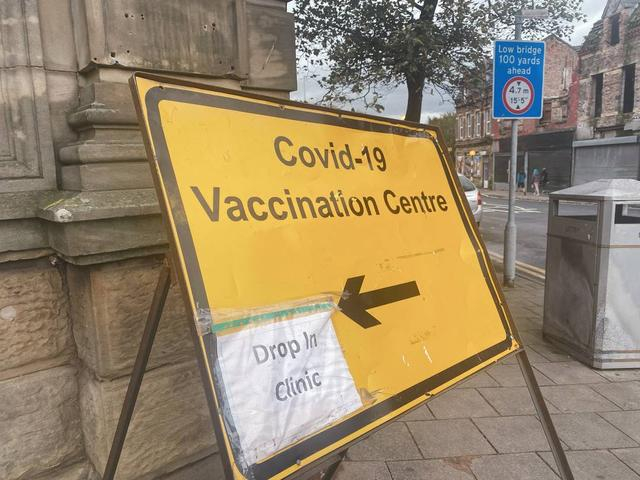 Covid-19
Vaccination Centre
Drop In
Clinic
Low bridge
100 yards
ahead
4.7 m
15'5"